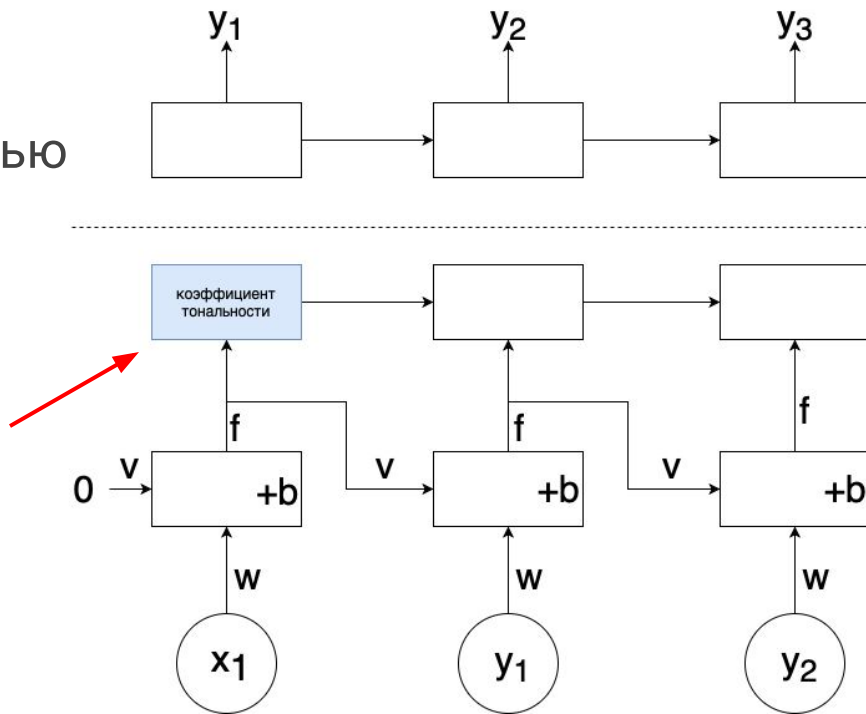 y1 y2 y3
ью
коэффициент
тональности
f f f
v v v
0 +b +b +b
w w w
x1 y1 y2